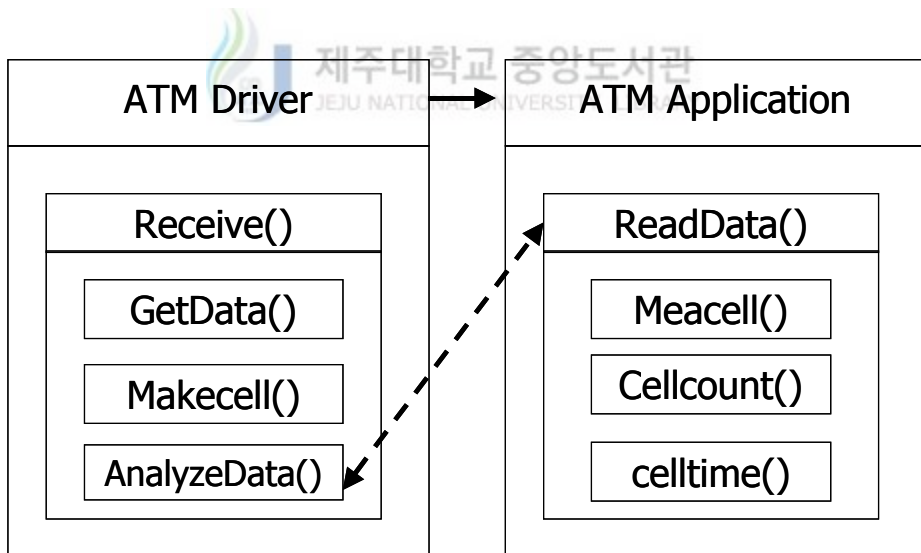 제주대학교 중앙도서관
JEJU NATIONAL UNIVERSITY LIBRARY
ATM Driver
Receive()
GetData()
Makecell()
AnalyzeData()
ATM Application
ReadData()
Meacell()
Cellcount()
celltime()